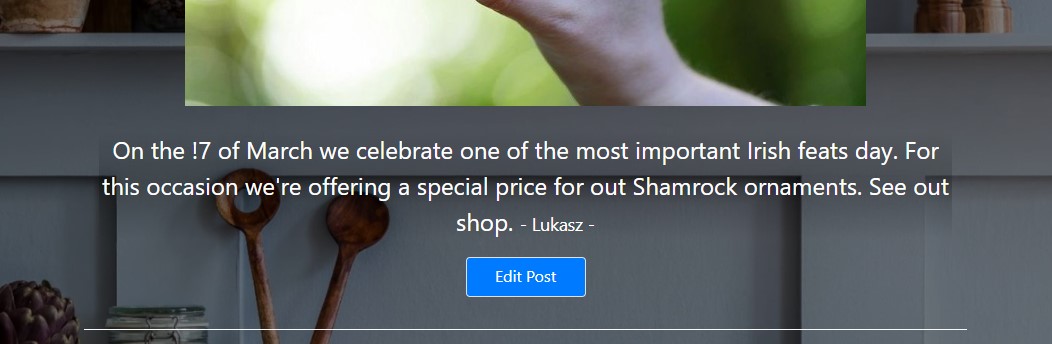 On the !7 of March we celebrate one of the most important Irish feats day. For
this occasion we're offering a special price for out Shamrock ornaments. See out
shop. - Lukasz -
Edit Post